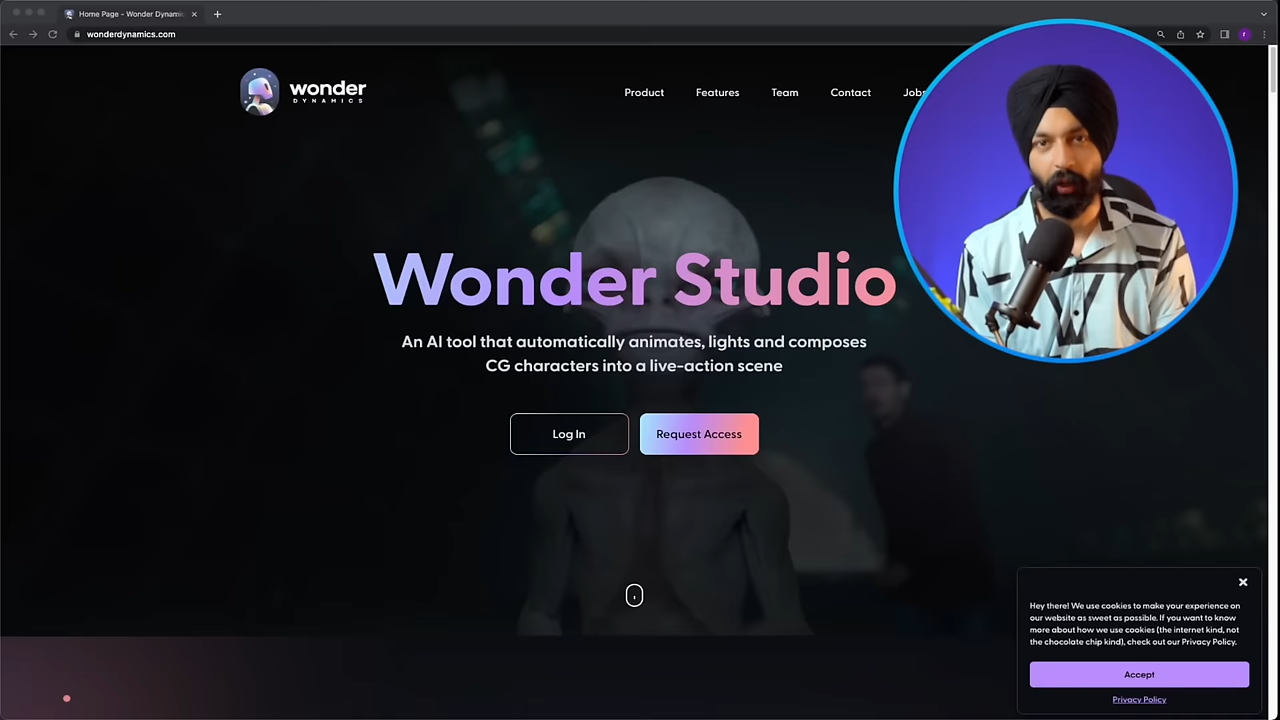 Home Page - Wonder Dynami
wonderdynamics.com
r
wonder
DYNAMICS
Product
Features
Team
Contact
Jobs
Wonder Studio
An AI tool that automatically animates, lights and composes
CG characters into a live-action scene
Log In
Request Access
Hey there! We use cookies to make your experience on
our website as sweet as possible. If you want to know
more about how we use cookies (the internet kind, not
the chocolate chip kind), check out our Privacy Policy.
Accept
Privacy Policy